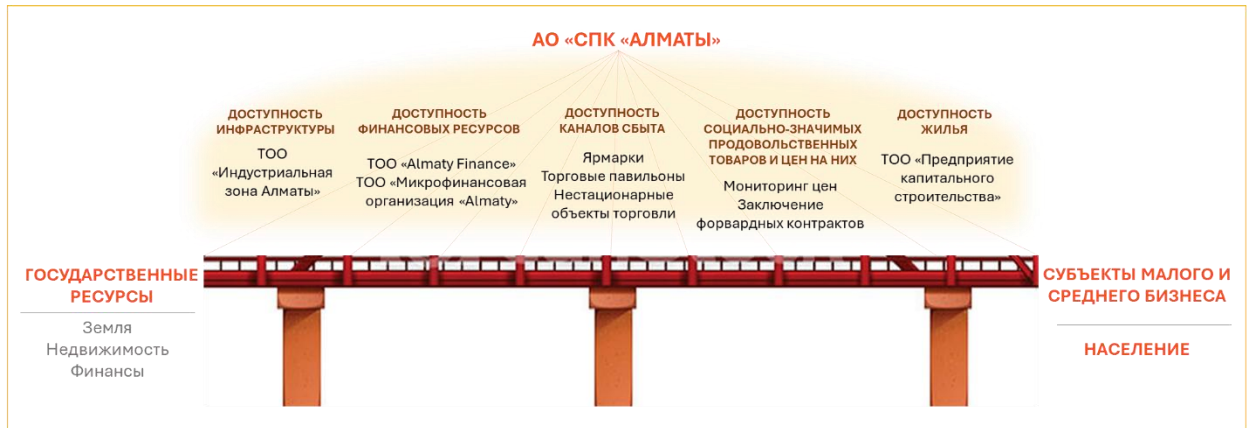 АО «СПК «АЛМАТЫ»
ДОСТУПНОСТЬ
ИНФРАСТРУКТУРЫ
ТОО
«Индустриальная
зона Алматы»
ДОСТУПНОСТЬ
ФИНАНСОВЫХ РЕСУРСОВ
ТОО «Almaty Finance»
ТОО «Микрофинансовая
организация «Almaty»
ДОСТУПНОСТЬ
КАНАЛОВ СБЫТА
Ярмарки
Торговые павильоны
Нестационарные
объекты торговли
ДОСТУПНОСТЬ
СОЦИАЛЬНО-ЗНАЧИМЫХ
ПРОДОВОЛЬСТВЕННЫХ
ТОВАРОВ И ЦЕН НА НИХ
Мониторинг цен
Заключение
форвардных контрактов
ДОСТУПНОСТЬ
ЖИЛЬЯ
ТОО «Предприятие
капитального
строительства»
ГОСУДАРСТВЕННЫЕ
РЕСУРСЫ
Земля
Недвижимость
Финансы
СУБЪЕКТЫ МАЛОГО И
СРЕДНЕГО БИЗНЕСА
НАСЕЛЕНИЕ